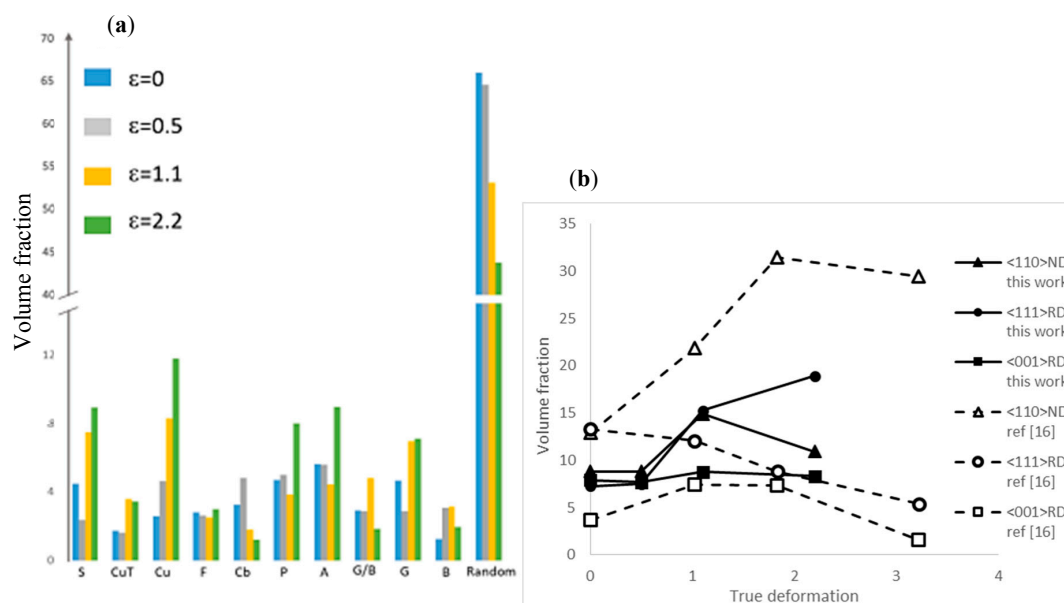 (a)
70
65
60
55
50
45
40
12
8
4
0
Volume fraction
ε=0
ε=0.5
ε=1.1
ε=2.2
S CuT Cu F Cb P A G/B G B Random
(b)
35
30
25
20
15
10
5
0
Volume fraction
0 1 2 3 4
True deformation
<110>ND
this work
<111>RD
this work
<001>RD
this work
<110>ND
ref [16]
<111>RD
ref [16]
<001>RD
ref [16]